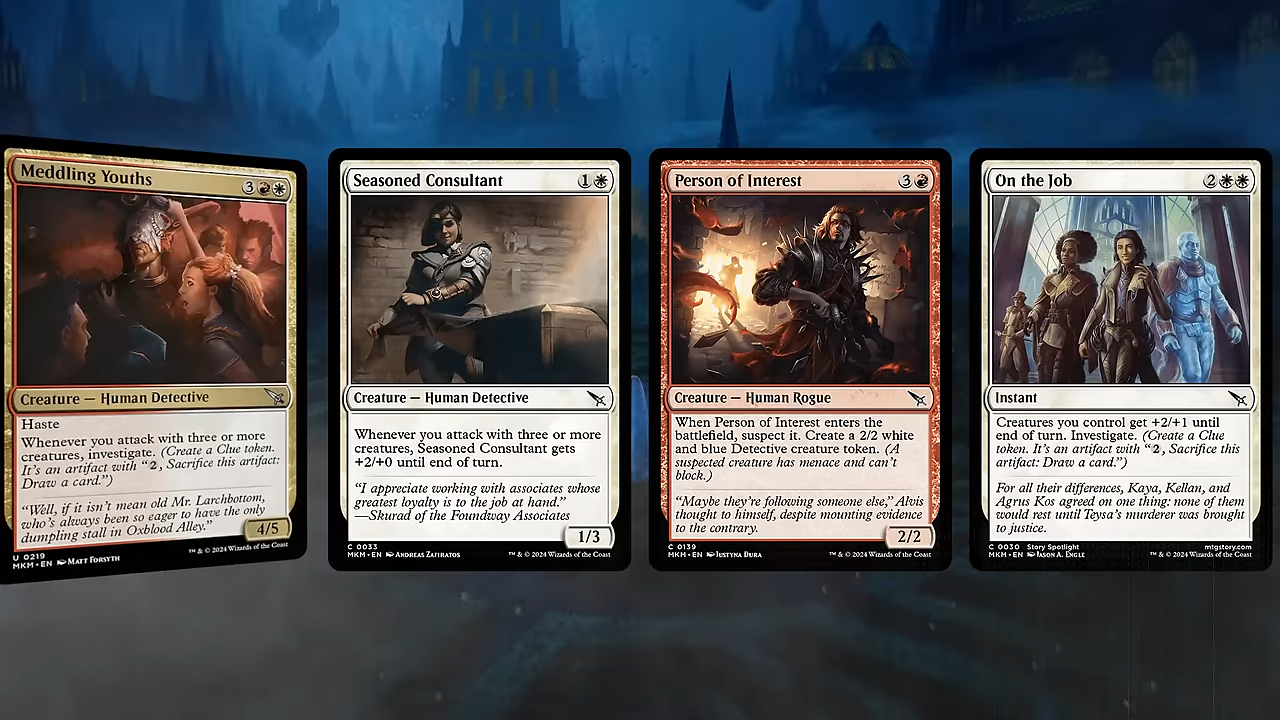 Meddling Youths
3
Creature — Human Detective
Haste
Whenever you attack with three or more
creatures, investigate. (Create a Clue token.
It's an artifact with “2, Sacrifice this artifact:
Draw a card.”)
“Well, if it isn't mean old Mr. Larchbottom,
who's always been so eager to have the only
dumpling stall in Oxblood Alley.”
4/5
U 0219
MKM • EN Matt Forsyth
™ & © 2024 Wizards of the Coast
Seasoned Consultant
1
Creature — Human Detective
Whenever you attack with three or more
creatures, Seasoned Consultant gets
+2/+0 until end of turn.
“I appreciate working with associates whose
greatest loyalty is to the job at hand.”
—Skurad of the Foundway Associates
1/3
C 0033
MKM • EN Andreas Zafiratos
™ & © 2024 Wizards of the Coast
Person of Interest
3
Creature — Human Rogue
When Person of Interest enters the
battlefield, suspect it. Create a 2/2 white
and blue Detective creature token. (A
suspected creature has menace and can't
block.)
“Maybe they're following someone else,” Alvis
thought to himself, despite mounting evidence
to the contrary.
2/2
C 0139
MKM • EN Justyna Dura
™ & © 2024 Wizards of the Coast
On the Job
2
Instant
Creatures you control get +2/+1 until
end of turn. Investigate. (Create a Clue
token. It's an artifact with “2, Sacrifice this
artifact: Draw a card.”)
For all their differences, Kaya, Kellan, and
Agrus Kos agreed on one thing: none of them
would rest until Teysa's murderer was brought
to justice.
C 0030 Story Spotlight
mtgstory.com
MKM • EN Jason A. Engle
™ & © 2024 Wizards of the Coast